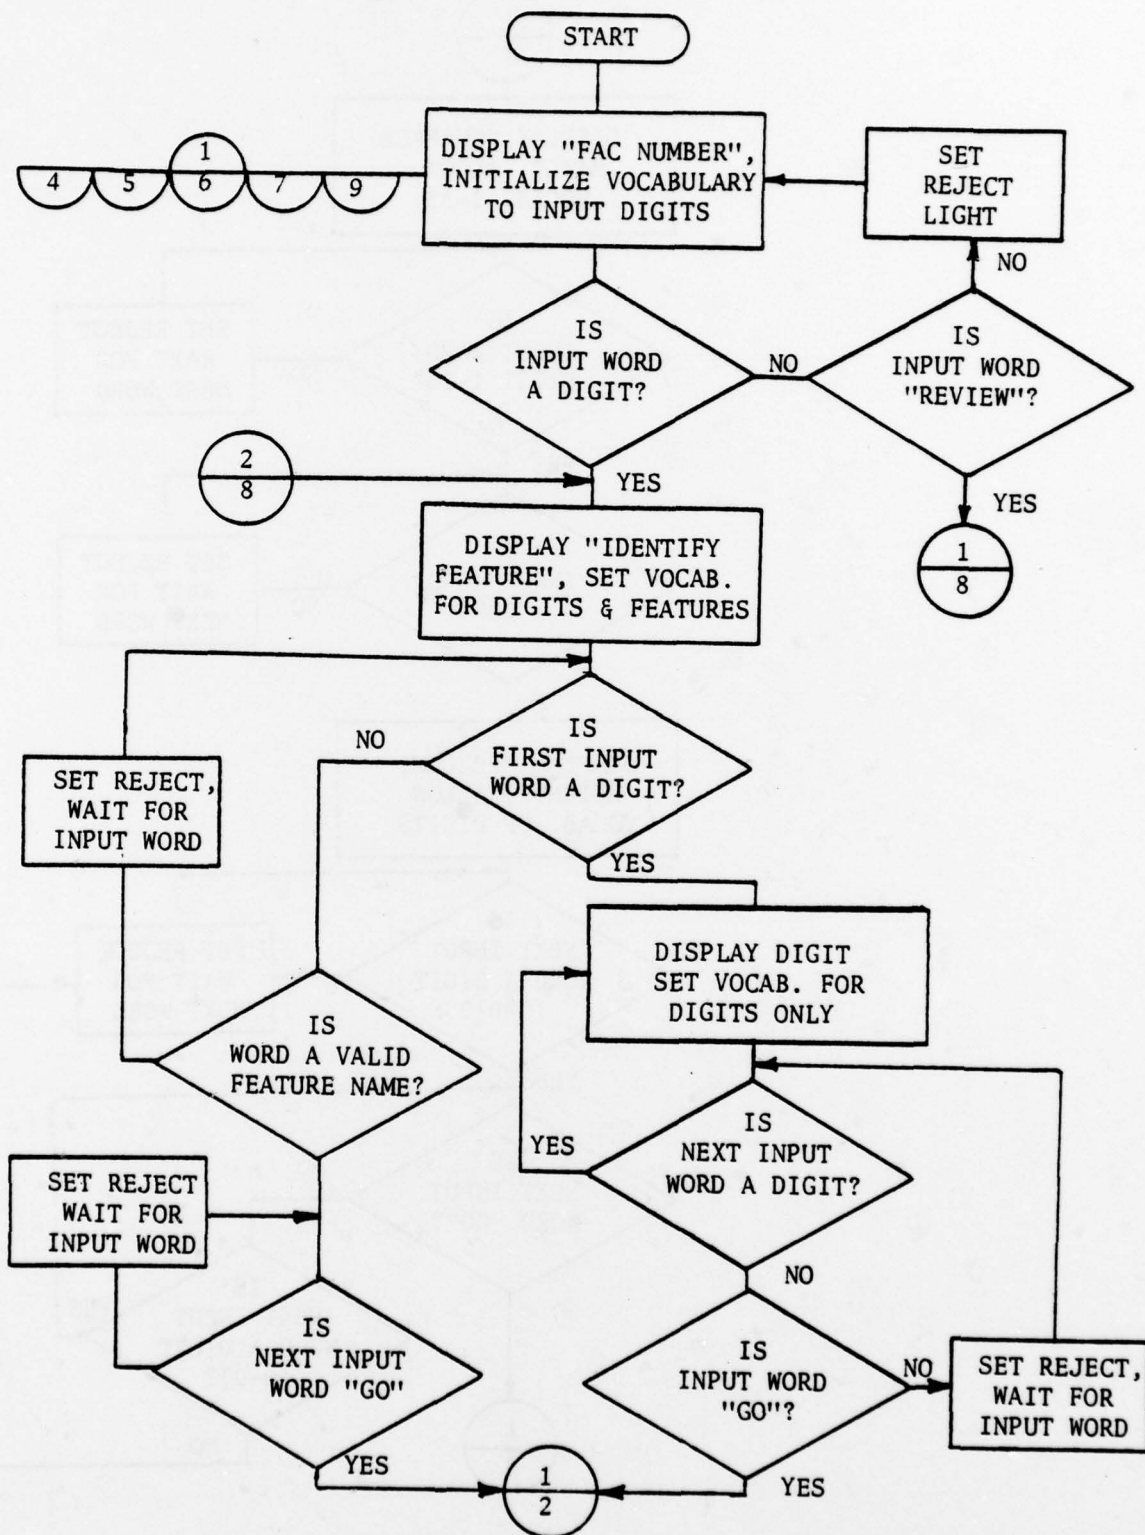 START
DISPLAY "FAC NUMBER",
INITIALIZE VOCABULARY
TO INPUT DIGITS
SET
REJECT
LIGHT
1
4
5
6
7
9
NO
IS
INPUT WORD
A DIGIT?
NO
IS
INPUT WORD
"REVIEW"?
2
8
YES
YES
1
8
DISPLAY "IDENTIFY
FEATURE", SET VOCAB.
FOR DIGITS & FEATURES
NO
IS
FIRST INPUT
WORD A DIGIT?
SET REJECT,
WAIT FOR
INPUT WORD
YES
DISPLAY DIGIT
SET VOCAB. FOR
DIGITS ONLY
IS
WORD A VALID
FEATURE NAME?
YES
IS
NEXT INPUT
WORD A DIGIT?
SET REJECT
WAIT FOR
INPUT WORD
NO
IS
NEXT INPUT
WORD "GO"
IS
INPUT WORD
"GO"?
NO
SET REJECT,
WAIT FOR
INPUT WORD
YES
1
2
YES